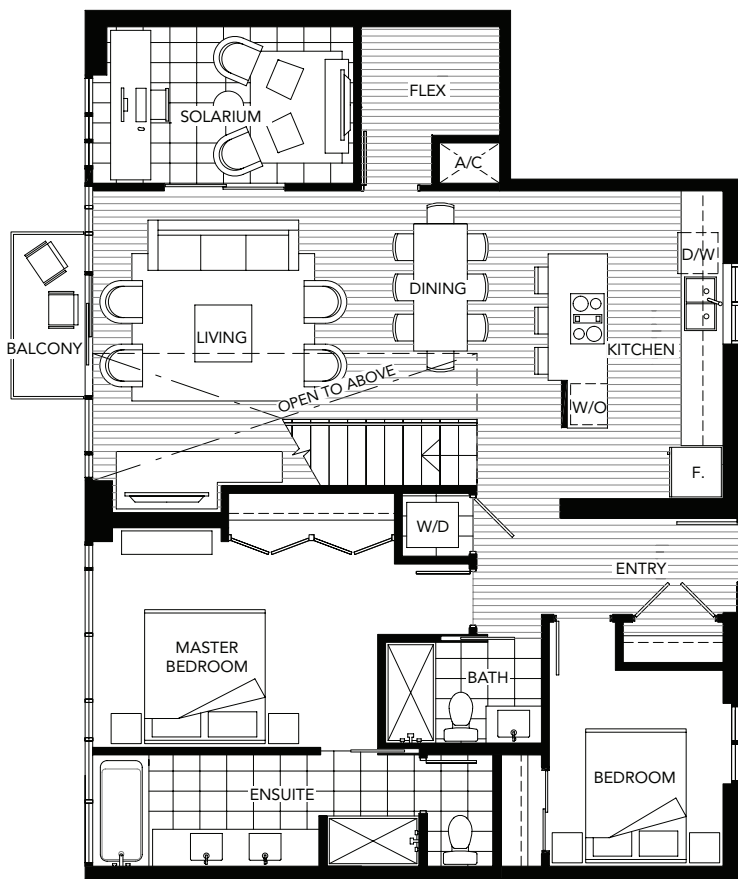 FLEX
SOLARIUM
A/C
D/W
DINING
LIVING
BALCONY
KITCHEN
OPEN TO ABOVE
W/O
F.
W/D
ENTRY
MASTER
BEDROOM
BATH
BEDROOM
ENSUITE